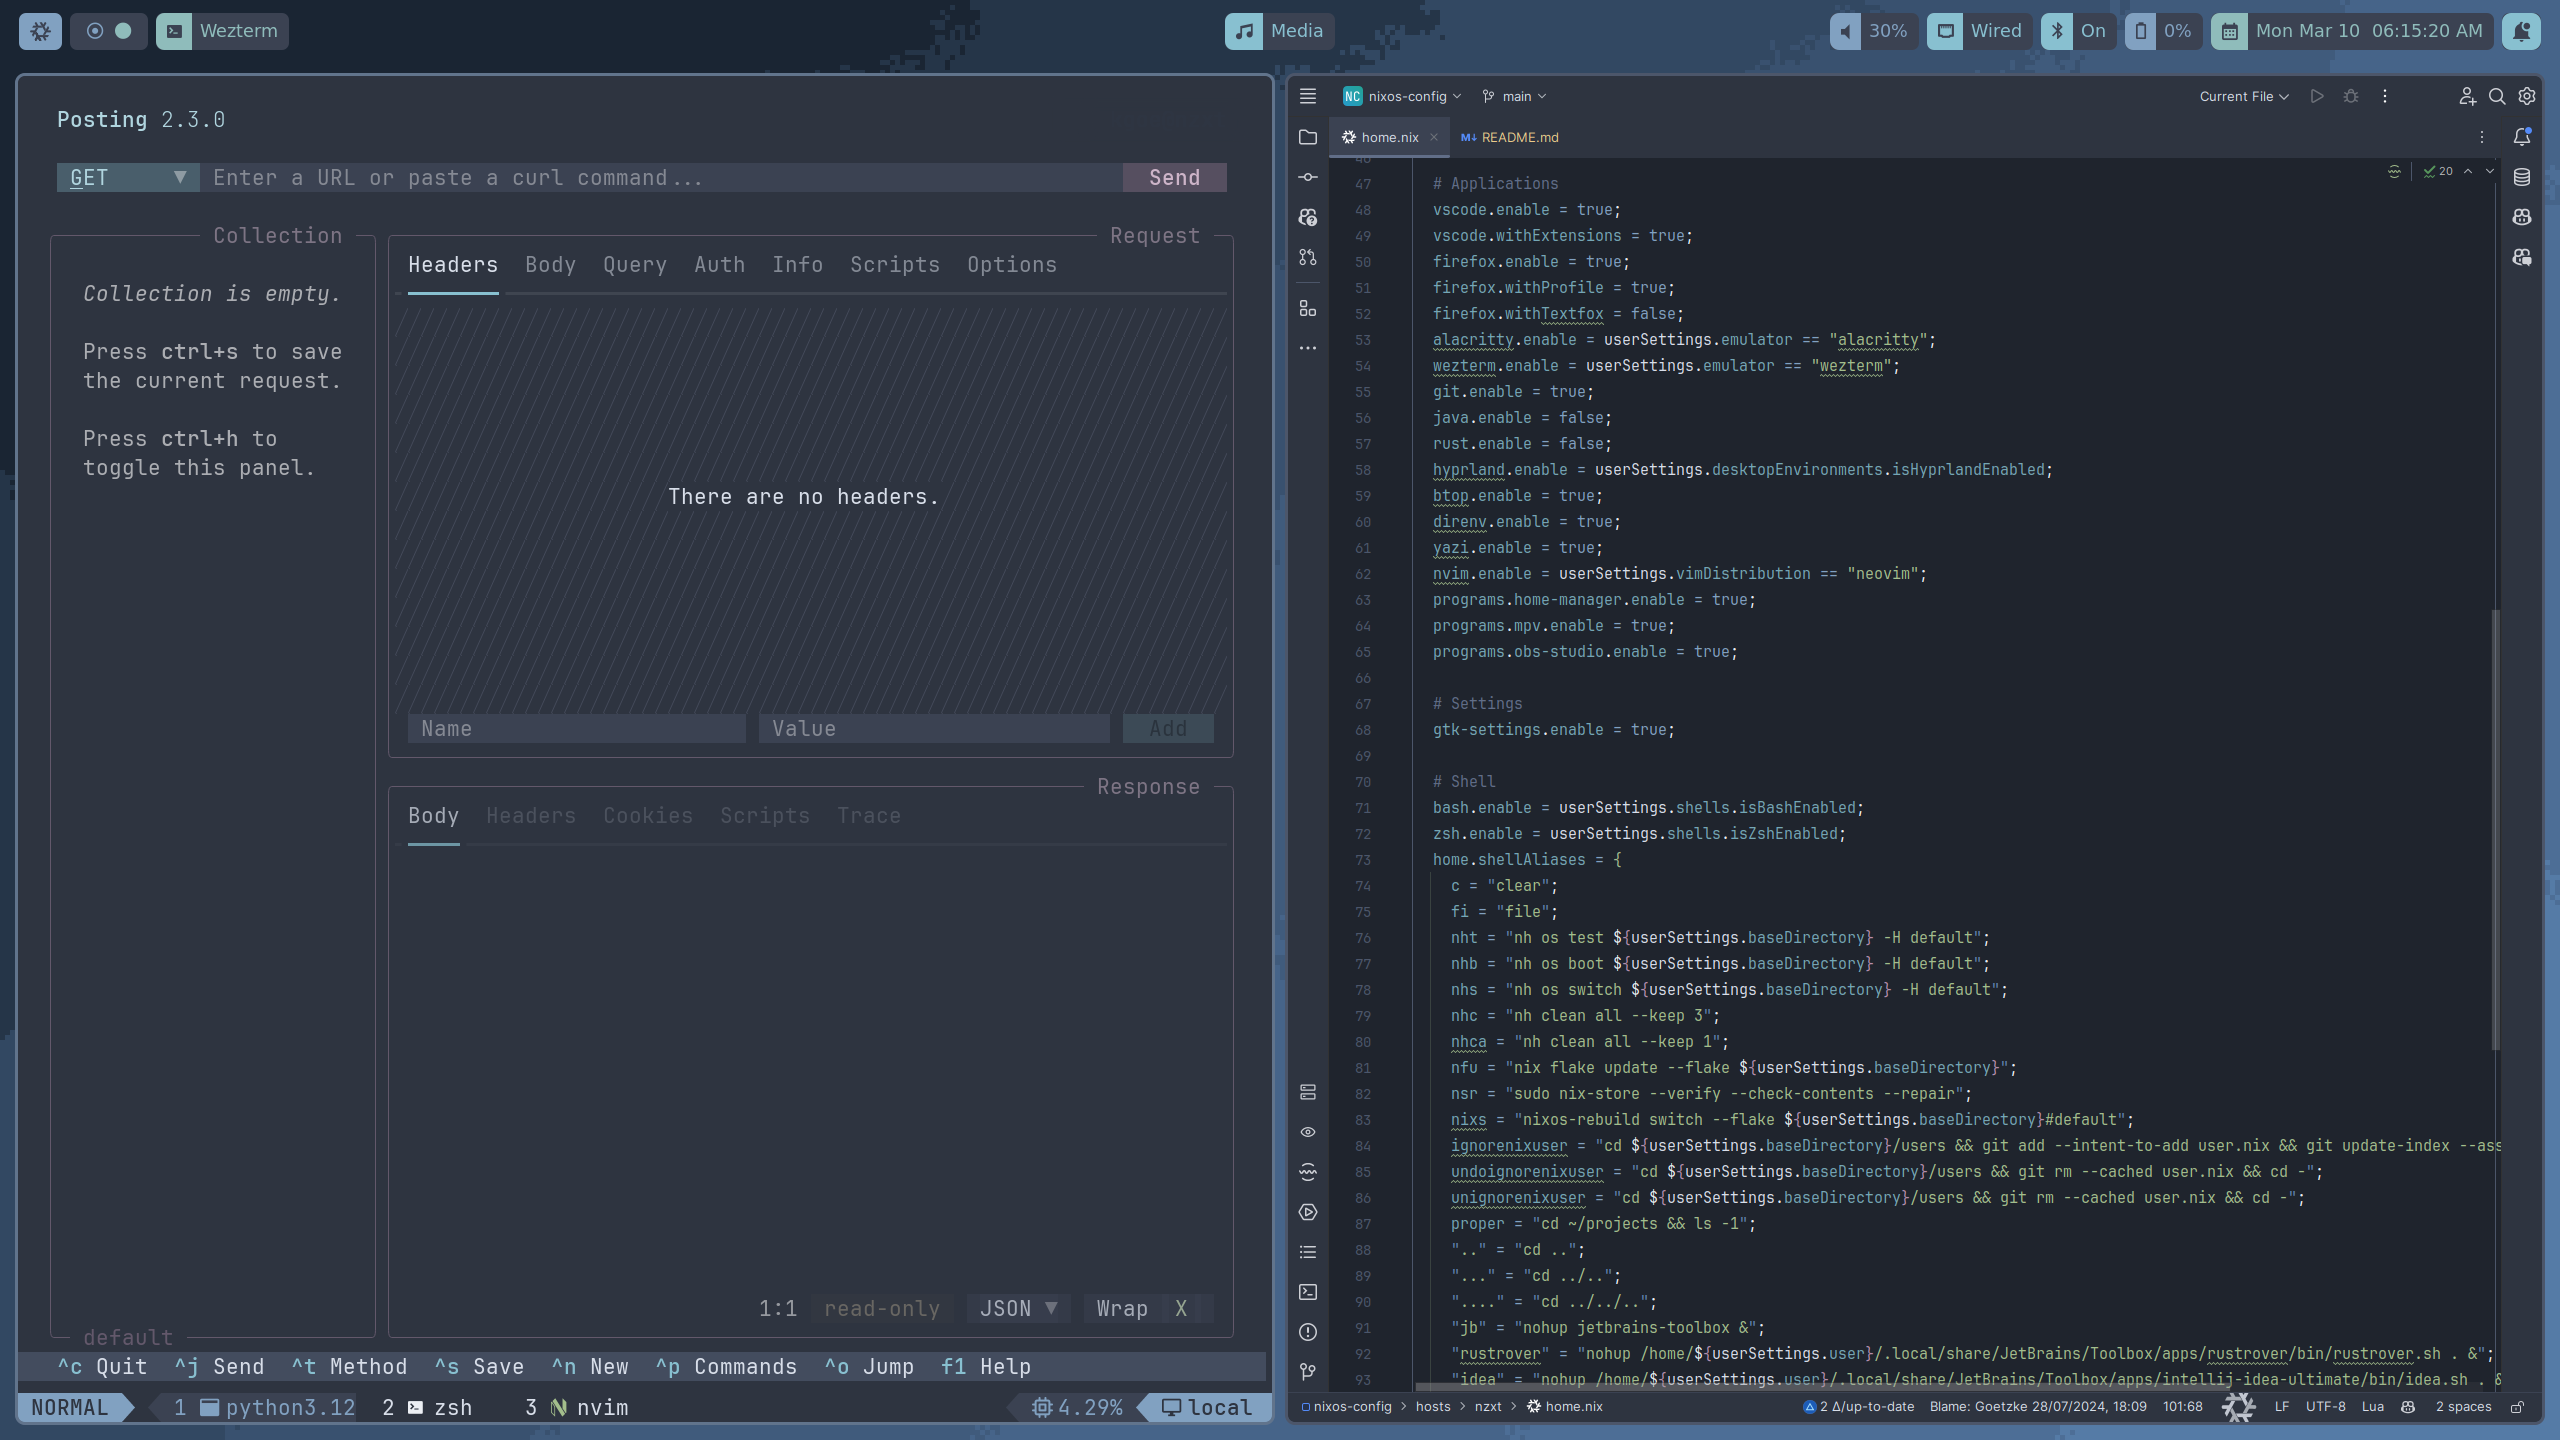 Wezterm
Media
30%
Wired
On
0%
Mon Mar 10 06:15:20 AM
Posting 2.3.0
GET ▼ Enter a URL or paste a curl command... Send
Collection
Collection is empty.
Press ctrl+s to save
the current request.
Press ctrl+h to
toggle this panel.
default
Request
Headers Body Query Auth Info Scripts Options
There are no headers.
Name Value Add
Response
Body Headers Cookies Scripts Trace
1:1 read-only JSON ▼ Wrap X
^c Quit ^j Send ^t Method ^s Save ^n New ^p Commands ^o Jump f1 Help
NORMAL 1 python3.12 2 zsh 3 nvim 4.29% local
NC nixos-config main Current File
home.nix × M↓ README.md
20
46
47 # Applications
48 vscode.enable = true;
49 vscode.withExtensions = true;
50 firefox.enable = true;
51 firefox.withProfile = true;
52 firefox.withTextfox = false;
53 alacritty.enable = userSettings.emulator == "alacritty";
54 wezterm.enable = userSettings.emulator == "wezterm";
55 git.enable = true;
56 java.enable = false;
57 rust.enable = false;
58 hyprland.enable = userSettings.desktopEnvironments.isHyprlandEnabled;
59 btop.enable = true;
60 direnv.enable = true;
61 yazi.enable = true;
62 nvim.enable = userSettings.vimDistribution == "neovim";
63 programs.home-manager.enable = true;
64 programs.mpv.enable = true;
65 programs.obs-studio.enable = true;
66
67 # Settings
68 gtk-settings.enable = true;
69
70 # Shell
71 bash.enable = userSettings.shells.isBashEnabled;
72 zsh.enable = userSettings.shells.isZshEnabled;
73 home.shellAliases = {
74 c = "clear";
75 fi = "file";
76 nht = "nh os test ${userSettings.baseDirectory} -H default";
77 nhb = "nh os boot ${userSettings.baseDirectory} -H default";
78 nhs = "nh os switch ${userSettings.baseDirectory} -H default";
79 nhc = "nh clean all --keep 3";
80 nhca = "nh clean all --keep 1";
81 nfu = "nix flake update --flake ${userSettings.baseDirectory}";
82 nsr = "sudo nix-store --verify --check-contents --repair";
83 nixs = "nixos-rebuild switch --flake ${userSettings.baseDirectory}#default";
84 ignorenixuser = "cd ${userSettings.baseDirectory}/users && git add --intent-to-add user.nix && git update-index --ass
85 undoignorenixuser = "cd ${userSettings.baseDirectory}/users && git rm --cached user.nix && cd -";
86 unignorenixuser = "cd ${userSettings.baseDirectory}/users && git rm --cached user.nix && cd -";
87 proper = "cd ~/projects && ls -1";
88 ".." = "cd ..";
89 "..." = "cd ../..";
90 "...." = "cd ../../..";
91 "jb" = "nohup jetbrains-toolbox &";
92 "rustrover" = "nohup /home/${userSettings.user}/.local/share/JetBrains/Toolbox/apps/rustrover/bin/rustrover.sh . &";
93 "idea" = "nohup /home/${userSettings.user}/.local/share/JetBrains/Toolbox/apps/intellij-idea-ultimate/bin/idea.sh . &
nixos-config > hosts > nzxt > home.nix 2 Δ/up-to-date Blame: Goetzke 28/07/2024, 18:09 101:68 LF UTF-8 Lua 2 spaces